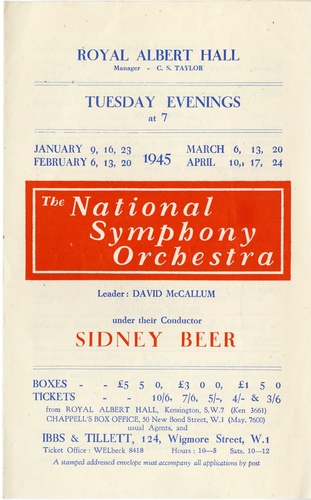 ROYAL ALBERT HALL
Manager - C. S. TAYLOR
TUESDAY EVENINGS
at 7
JANUARY 9, 16, 23
FEBRUARY 6, 13, 20
1945
MARCH 6, 13, 20
APRIL 10, 17, 24
The National
Symphony
Orchestra
Leader: DAVID McCALLUM
under their Conductor
SIDNEY BEER
BOXES - - £5 5 0, £3 0 0, £1 5 0
TICKETS - - 10/6, 7/6, 5/-, 4/- & 3/6
from ROYAL ALBERT HALL, Kensington, S.W.7 (Ken 3661)
CHAPPELL'S BOX OFFICE, 50 New Bond Street, W.1 (May. 7600)
usual Agents, and
IBBS & TILLETT, 124, Wigmore Street, W.1
Ticket Office: WELbeck 8418 Hours: 10—5 Sats. 10—12
A stamped addressed envelope must accompany all applications by post